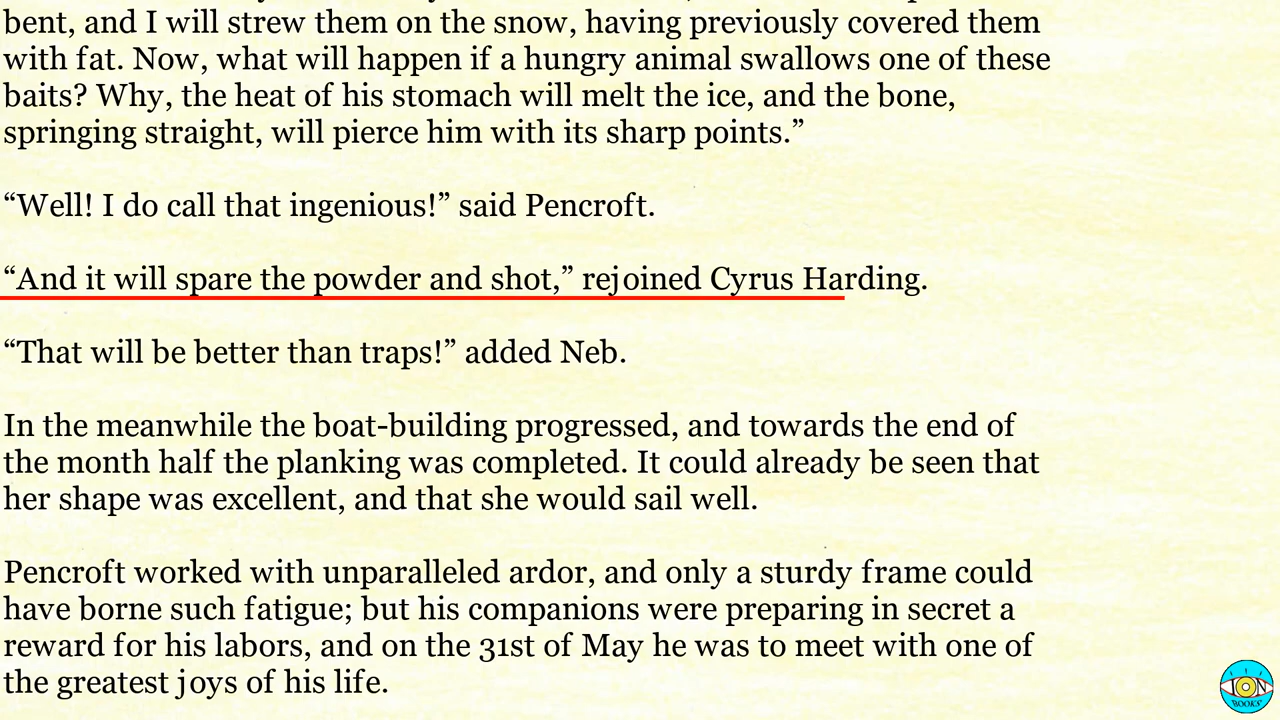 bent, and I will strew them on the snow, having previously covered them
with fat. Now, what will happen if a hungry animal swallows one of these
baits? Why, the heat of his stomach will melt the ice, and the bone,
springing straight, will pierce him with its sharp points.”
“Well! I do call that ingenious!” said Pencroft.
“And it will spare the powder and shot,” rejoined Cyrus Harding.
“That will be better than traps!” added Neb.
In the meanwhile the boat-building progressed, and towards the end of
the month half the planking was completed. It could already be seen that
her shape was excellent, and that she would sail well.
Pencroft worked with unparalleled ardor, and only a sturdy frame could
have borne such fatigue; but his companions were preparing in secret a
reward for his labors, and on the 31st of May he was to meet with one of
the greatest joys of his life.
ION
BOOKS